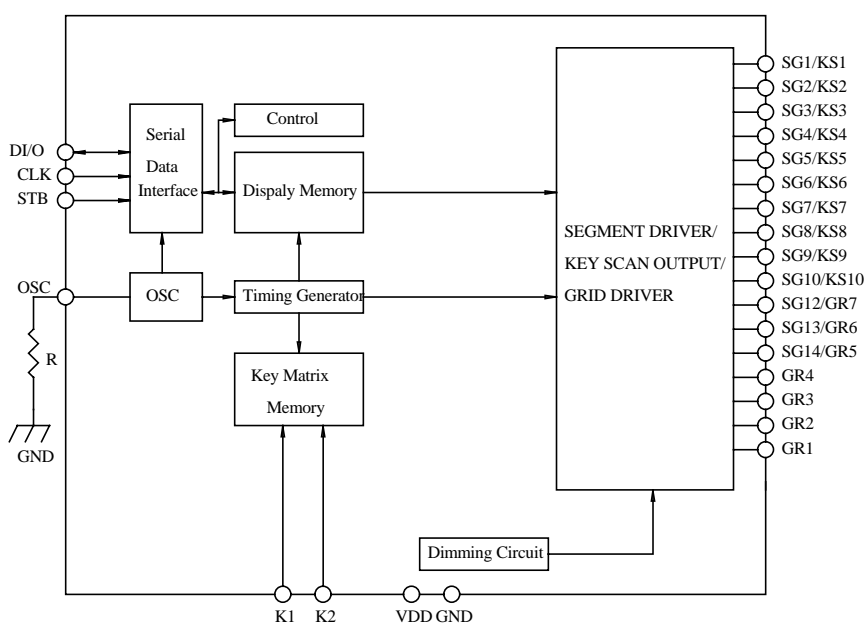 SG1/KS1
SG2/KS2
SG3/KS3
SG4/KS4
SG5/KS5
SG6/KS6
SG7/KS7
SG8/KS8
SG9/KS9
SG10/KS10
SG12/GR7
SG13/GR6
SG14/GR5
GR4
GR3
GR2
GR1
DI/O
CLK
STB
OSC
R
GND
Serial
Data
Interface
Control
Dispaly Memory
OSC
Timing Generator
Key Matrix
Memory
SEGMENT DRIVER/
KEY SCAN OUTPUT/
GRID DRIVER
Dimming Circuit
K1
K2
VDD
GND